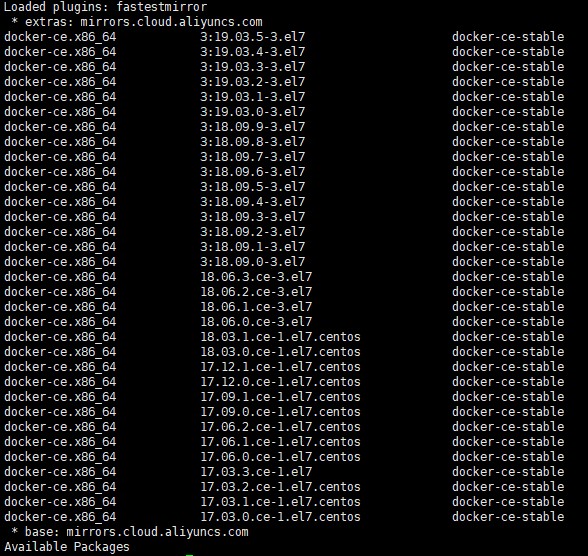 Loaded plugins: fastestmirror
 * extras: mirrors.cloud.aliyuncs.com
docker-ce.x86_64 3:19.03.5-3.el7 docker-ce-stable
docker-ce.x86_64 3:19.03.4-3.el7 docker-ce-stable
docker-ce.x86_64 3:19.03.3-3.el7 docker-ce-stable
docker-ce.x86_64 3:19.03.2-3.el7 docker-ce-stable
docker-ce.x86_64 3:19.03.1-3.el7 docker-ce-stable
docker-ce.x86_64 3:19.03.0-3.el7 docker-ce-stable
docker-ce.x86_64 3:18.09.9-3.el7 docker-ce-stable
docker-ce.x86_64 3:18.09.8-3.el7 docker-ce-stable
docker-ce.x86_64 3:18.09.7-3.el7 docker-ce-stable
docker-ce.x86_64 3:18.09.6-3.el7 docker-ce-stable
docker-ce.x86_64 3:18.09.5-3.el7 docker-ce-stable
docker-ce.x86_64 3:18.09.4-3.el7 docker-ce-stable
docker-ce.x86_64 3:18.09.3-3.el7 docker-ce-stable
docker-ce.x86_64 3:18.09.2-3.el7 docker-ce-stable
docker-ce.x86_64 3:18.09.1-3.el7 docker-ce-stable
docker-ce.x86_64 3:18.09.0-3.el7 docker-ce-stable
docker-ce.x86_64 18.06.3.ce-3.el7 docker-ce-stable
docker-ce.x86_64 18.06.2.ce-3.el7 docker-ce-stable
docker-ce.x86_64 18.06.1.ce-3.el7 docker-ce-stable
docker-ce.x86_64 18.06.0.ce-3.el7 docker-ce-stable
docker-ce.x86_64 18.03.1.ce-1.el7.centos docker-ce-stable
docker-ce.x86_64 18.03.0.ce-1.el7.centos docker-ce-stable
docker-ce.x86_64 17.12.1.ce-1.el7.centos docker-ce-stable
docker-ce.x86_64 17.12.0.ce-1.el7.centos docker-ce-stable
docker-ce.x86_64 17.09.1.ce-1.el7.centos docker-ce-stable
docker-ce.x86_64 17.09.0.ce-1.el7.centos docker-ce-stable
docker-ce.x86_64 17.06.2.ce-1.el7.centos docker-ce-stable
docker-ce.x86_64 17.06.1.ce-1.el7.centos docker-ce-stable
docker-ce.x86_64 17.06.0.ce-1.el7.centos docker-ce-stable
docker-ce.x86_64 17.03.3.ce-1.el7 docker-ce-stable
docker-ce.x86_64 17.03.2.ce-1.el7.centos docker-ce-stable
docker-ce.x86_64 17.03.1.ce-1.el7.centos docker-ce-stable
docker-ce.x86_64 17.03.0.ce-1.el7.centos docker-ce-stable
 * base: mirrors.cloud.aliyuncs.com
Available Packages